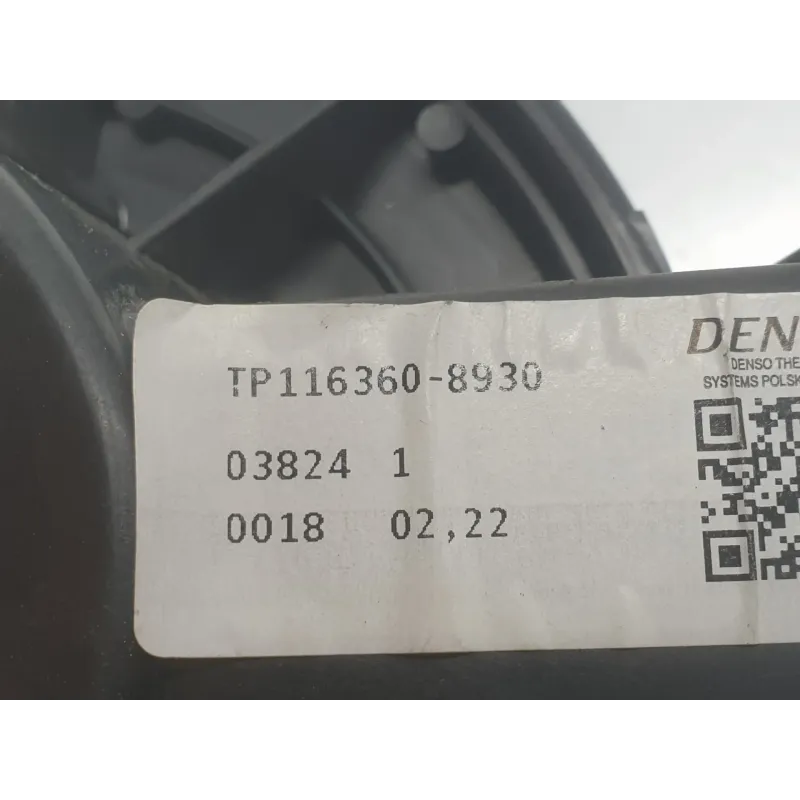 DEN
TP116360-8930
DENSO THE
SYSTEMS POLSK
03824 1
0018 02,22